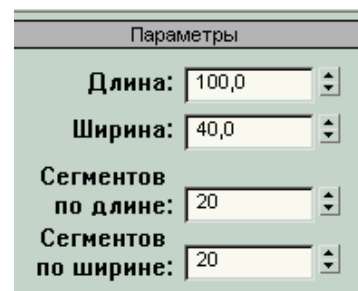 Параметры
Длина: 100,0
Ширина: 40,0
Сегментов
по длине: 20
Сегментов
по ширине: 20